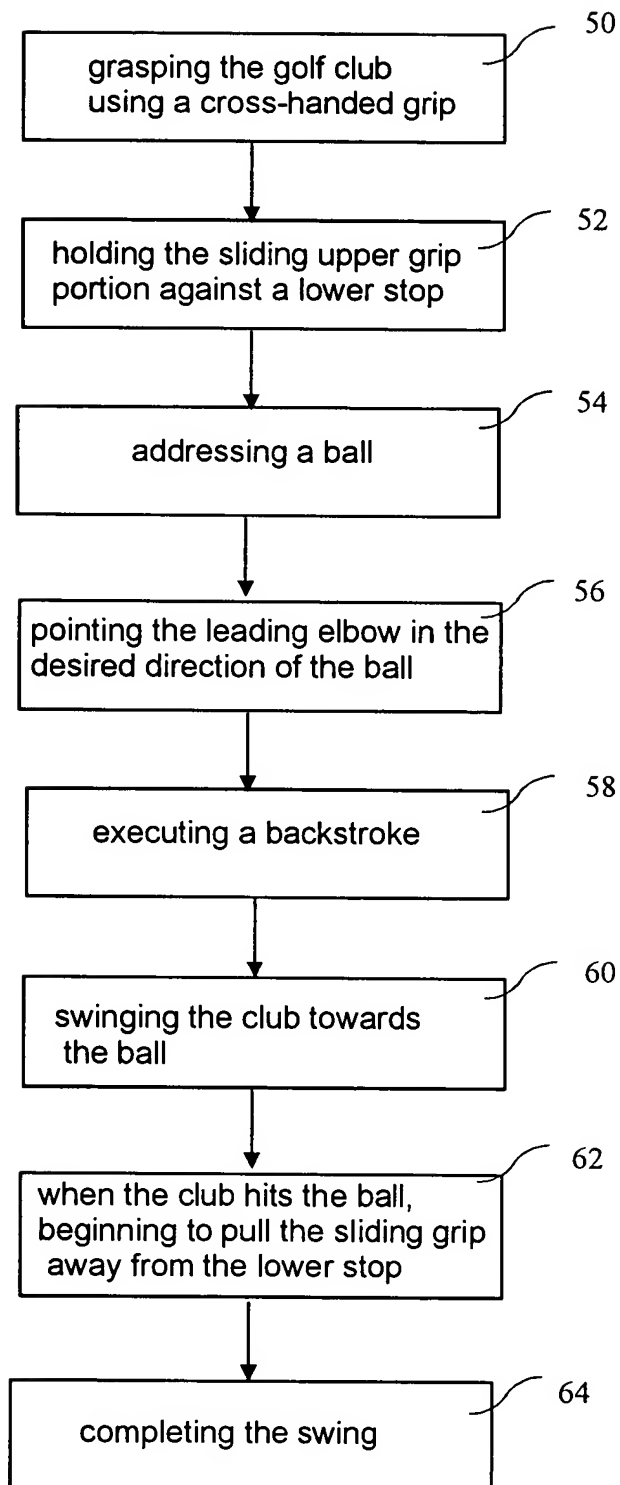 50
grasping the golf club
using a cross-handed grip
52
holding the sliding upper grip
portion against a lower stop
54
addressing a ball
56
pointing the leading elbow in the
desired direction of the ball
58
executing a backstroke
60
swinging the club towards
the ball
62
when the club hits the ball,
beginning to pull the sliding grip
away from the lower stop
64
completing the swing